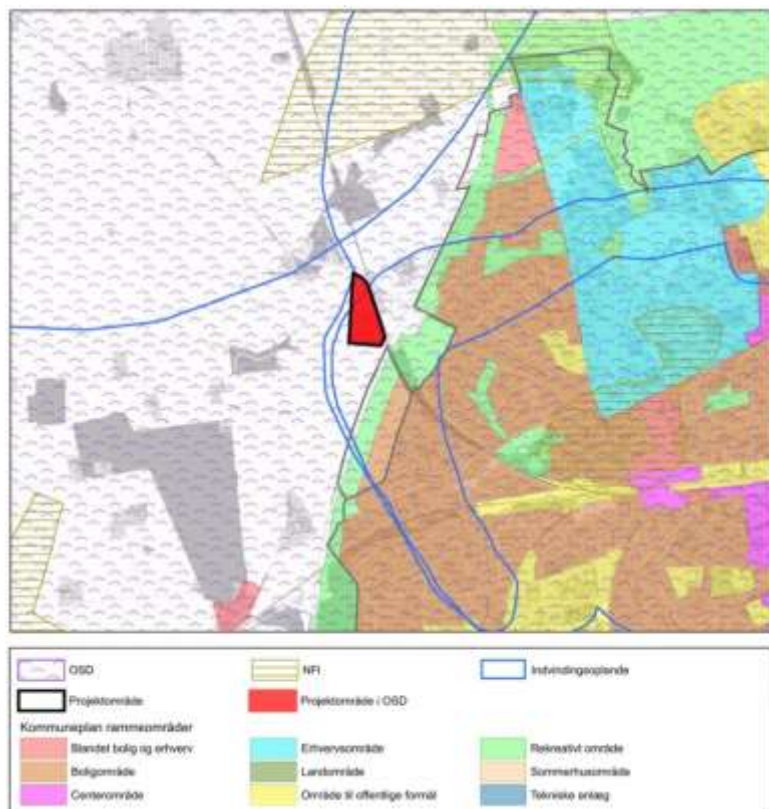 OSD NFI Indvindingsoplande
Projektområde Projektområde i OSD
Kommuneplan rammeområder
Blandet bolig og erhverv Erhvervsområde Rekreativt område
Boligområde Landområde Sommerhusområde
Centerområde Område til offentlige formål Tekniske anlæg